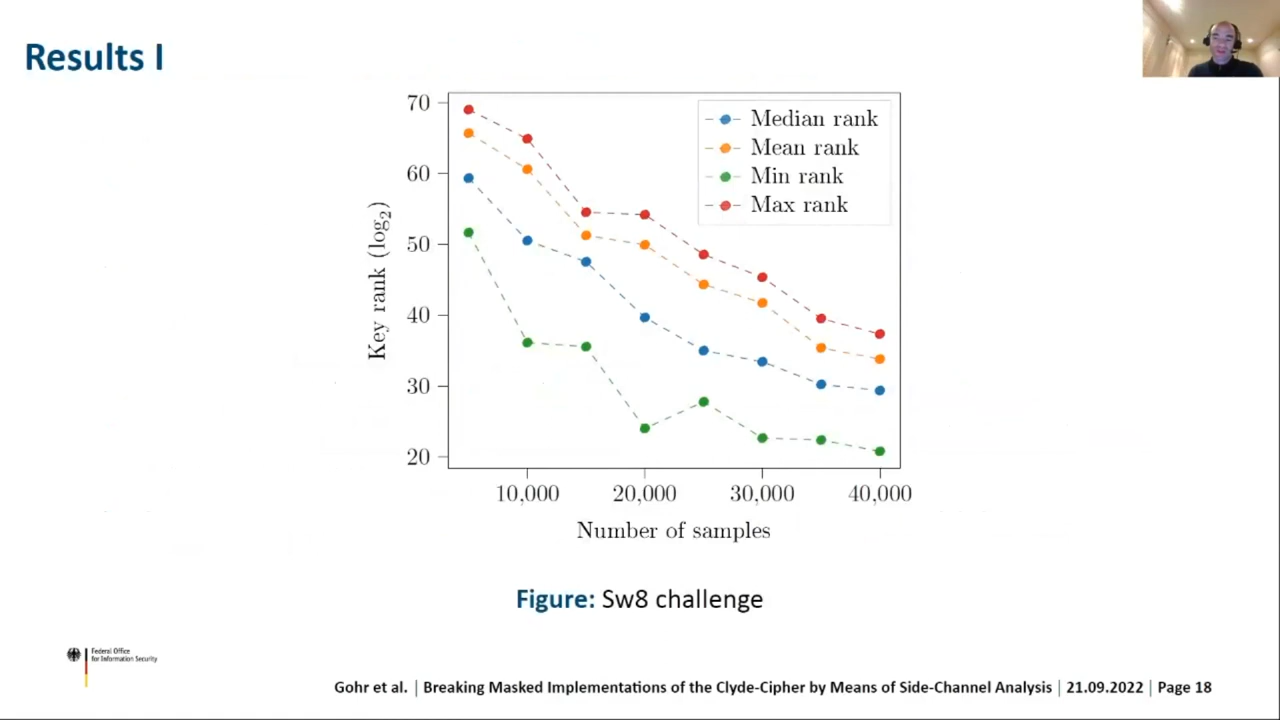 Results I
70
60
50
40
30
20
Key rank (log2)
Median rank
Mean rank
Min rank
Max rank
10,000 20,000 30,000 40,000
Number of samples
Figure: Sw8 challenge
Federal Office
for Information Security
Gohr et al. | Breaking Masked Implementations of the Clyde-Cipher by Means of Side-Channel Analysis | 21.09.2022 | Page 18